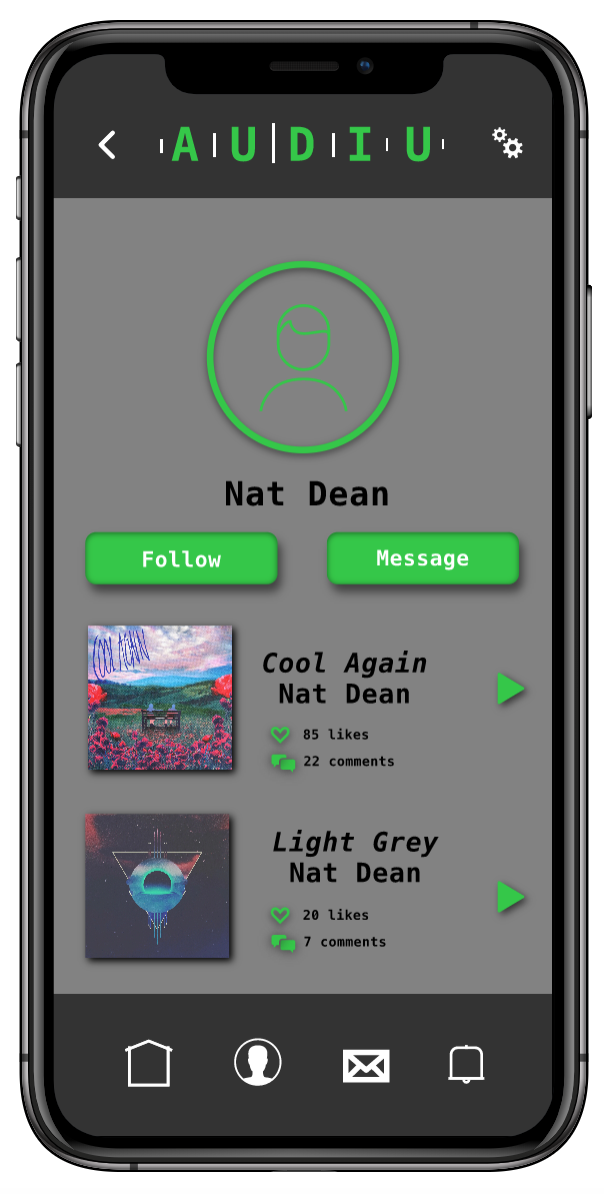 AUDIU
Nat Dean
Follow
Message
COOL AGAIN
Cool Again
Nat Dean
85 likes
22 comments
Light Grey
Nat Dean
20 likes
7 comments